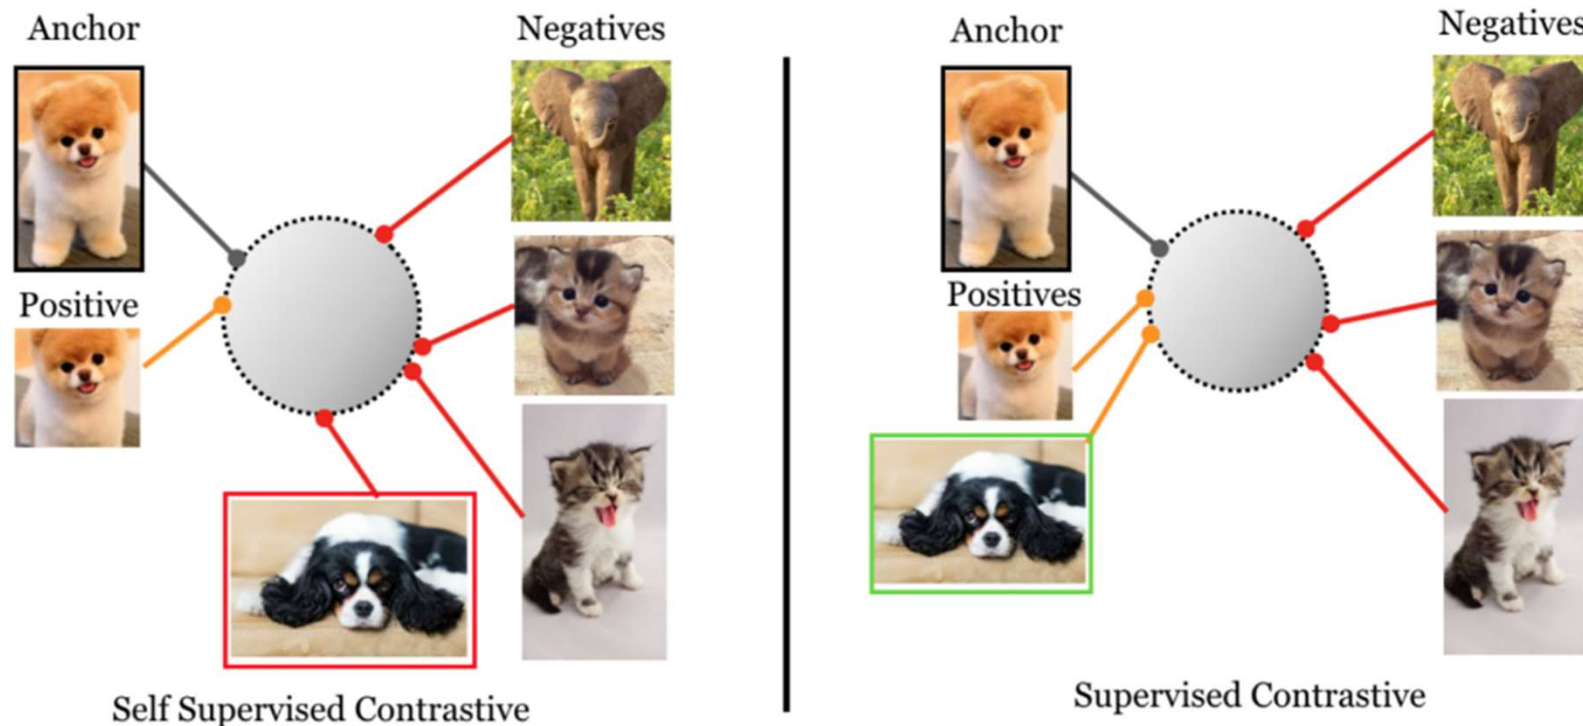 Anchor
Negatives
Positive
Self Supervised Contrastive
Anchor
Negatives
Positives
Supervised Contrastive